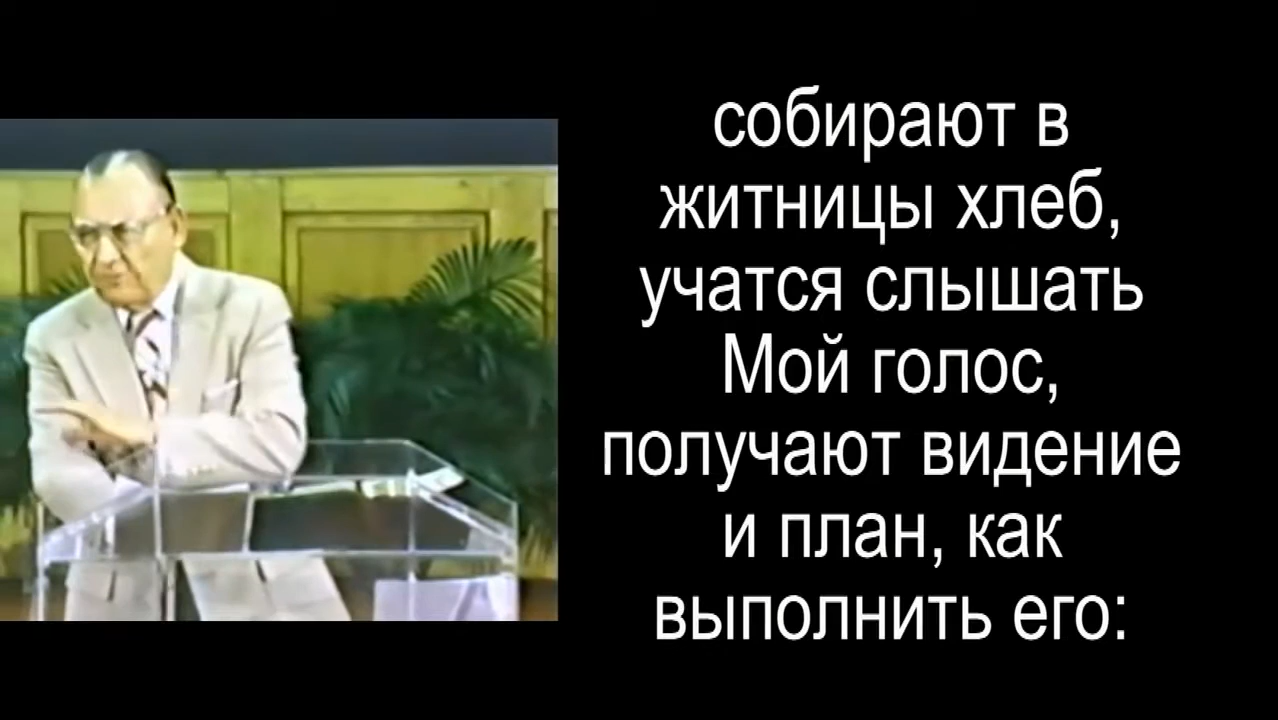 собирают в
житницы хлеб,
учатся слышать
Мой голос,
получают видение
и план, как
выполнить его: